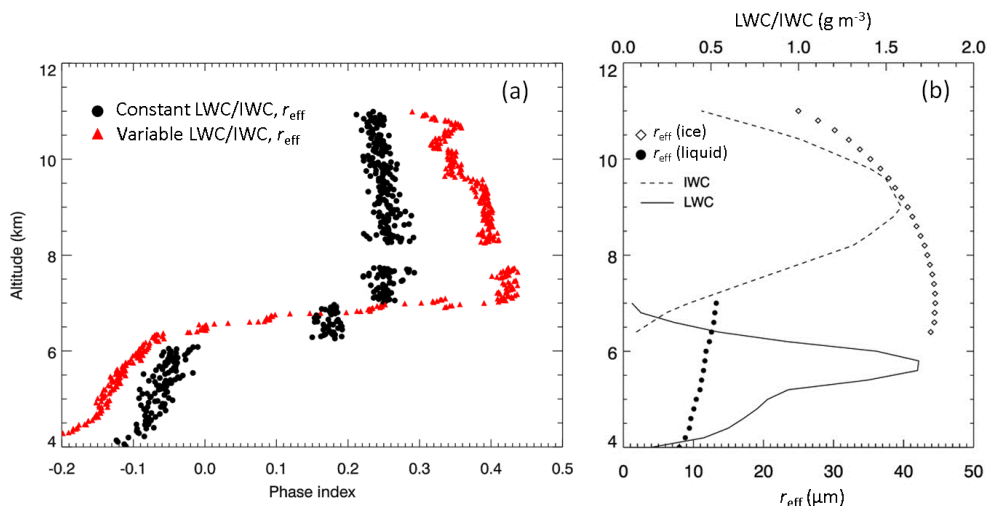 (a)
Constant LWC/IWC, r_eff
Variable LWC/IWC, r_eff
12
10
8
6
4
Altitude (km)
-0.2 -0.1 0.0 0.1 0.2 0.3 0.4 0.5
Phase index
LWC/IWC (g m⁻³)
0.0 0.5 1.0 1.5 2.0
(b)
r_eff (ice)
r_eff (liquid)
IWC
LWC
12
10
8
6
4
0 10 20 30 40 50
r_eff (μm)